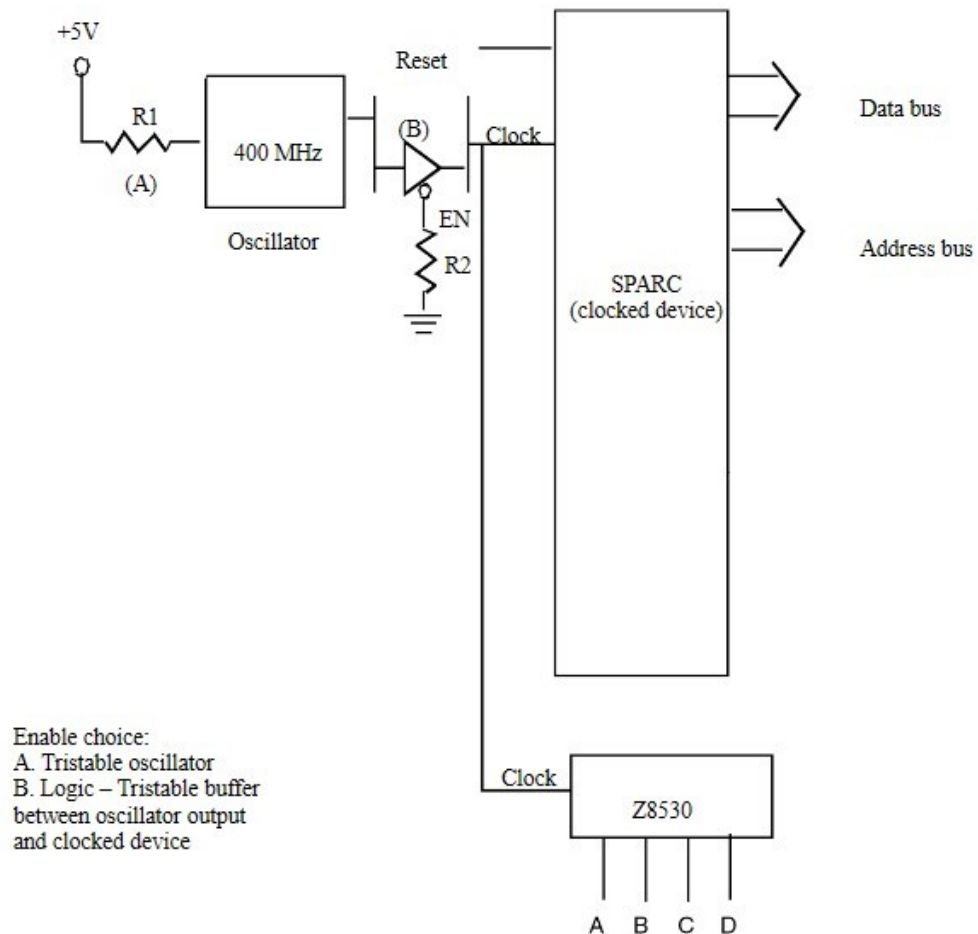 +5V
Reset
R1
(B)
Data bus
Clock
400 MHz
(A)
EN
Oscillator
R2
Address bus
SPARC
(clocked device)
Enable choice:
A. Tristable oscillator
B. Logic – Tristable buffer
between oscillator output
and clocked device
Clock
Z8530
A B C D